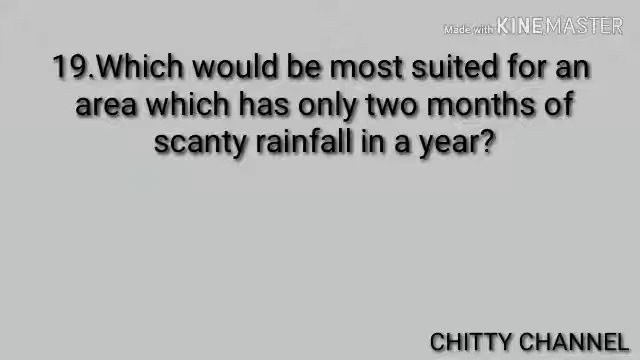 Made with KINEMASTER
19.Which would be most suited for an
area which has only two months of
scanty rainfall in a year?
CHITTY CHANNEL